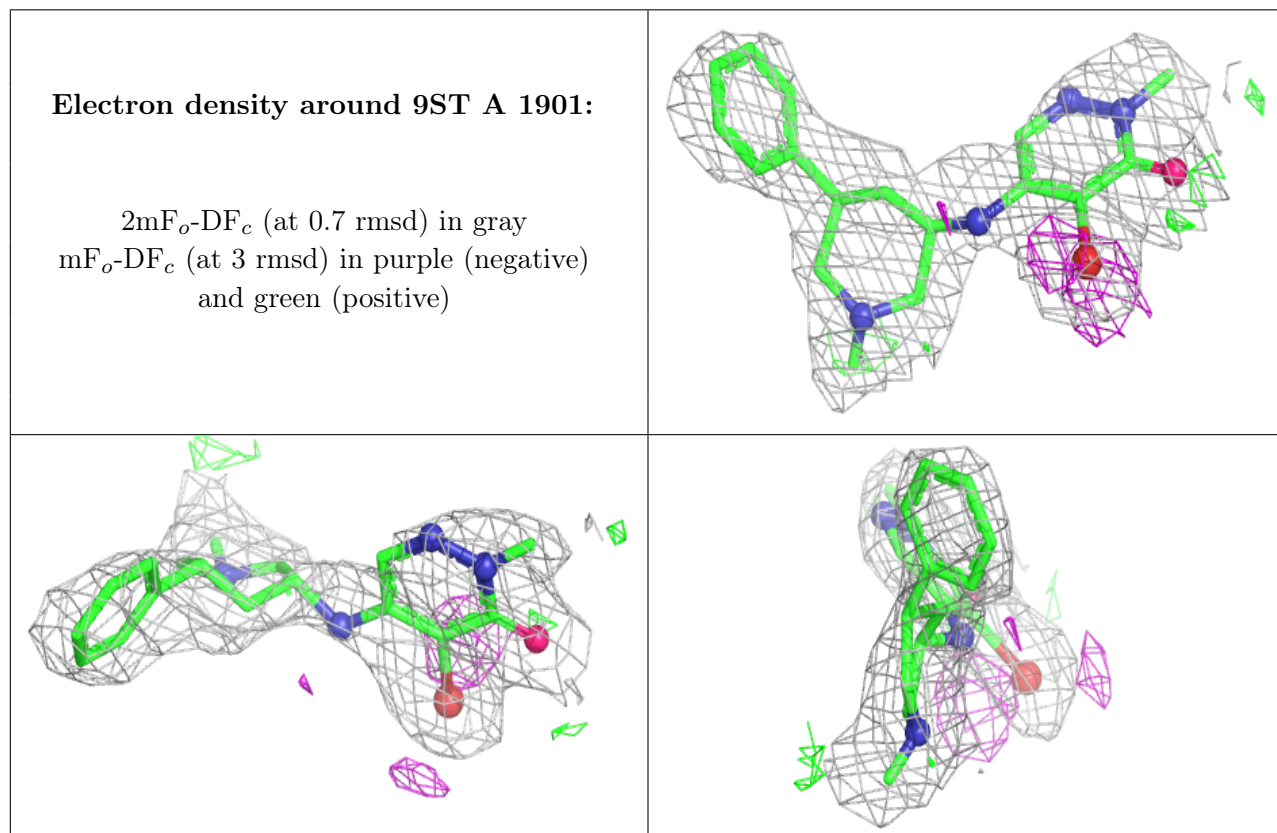 Electron density around 9ST A 1901:
2mFo-DFc (at 0.7 rmsd) in gray
mFo-DFc (at 3 rmsd) in purple (negative)
and green (positive)